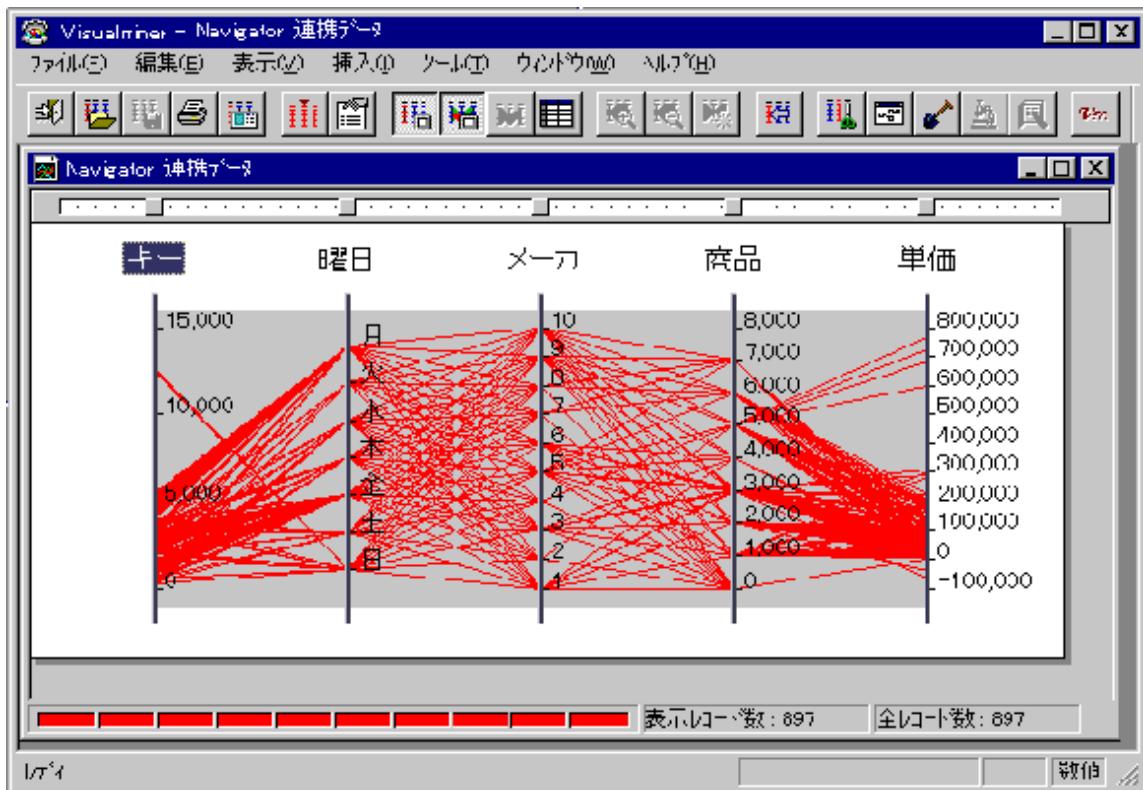 Visualminer - Navigator 連携ﾃﾞｰﾀ
ﾌｧｲﾙ(F) 編集(E) 表示(V) 挿入(I) ﾂｰﾙ(T) ｳｨﾝﾄﾞｳ(W) ﾍﾙﾌﾟ(H)
Navigator 連携ﾃﾞｰﾀ
キー 曜日 メーカ 商品 単価
15,000
10,000
5,000
0
月
火
水
木
金
土
日
10
9
8
7
6
5
4
3
2
1
8,000
7,000
6,000
5,000
4,000
3,000
2,000
1,000
0
800,000
700,000
600,000
500,000
400,000
300,000
200,000
100,000
0
-100,000
表示ﾚｺｰﾄﾞ数 : 897 全ﾚｺｰﾄﾞ数 : 897
ﾚﾃﾞｨ 数値